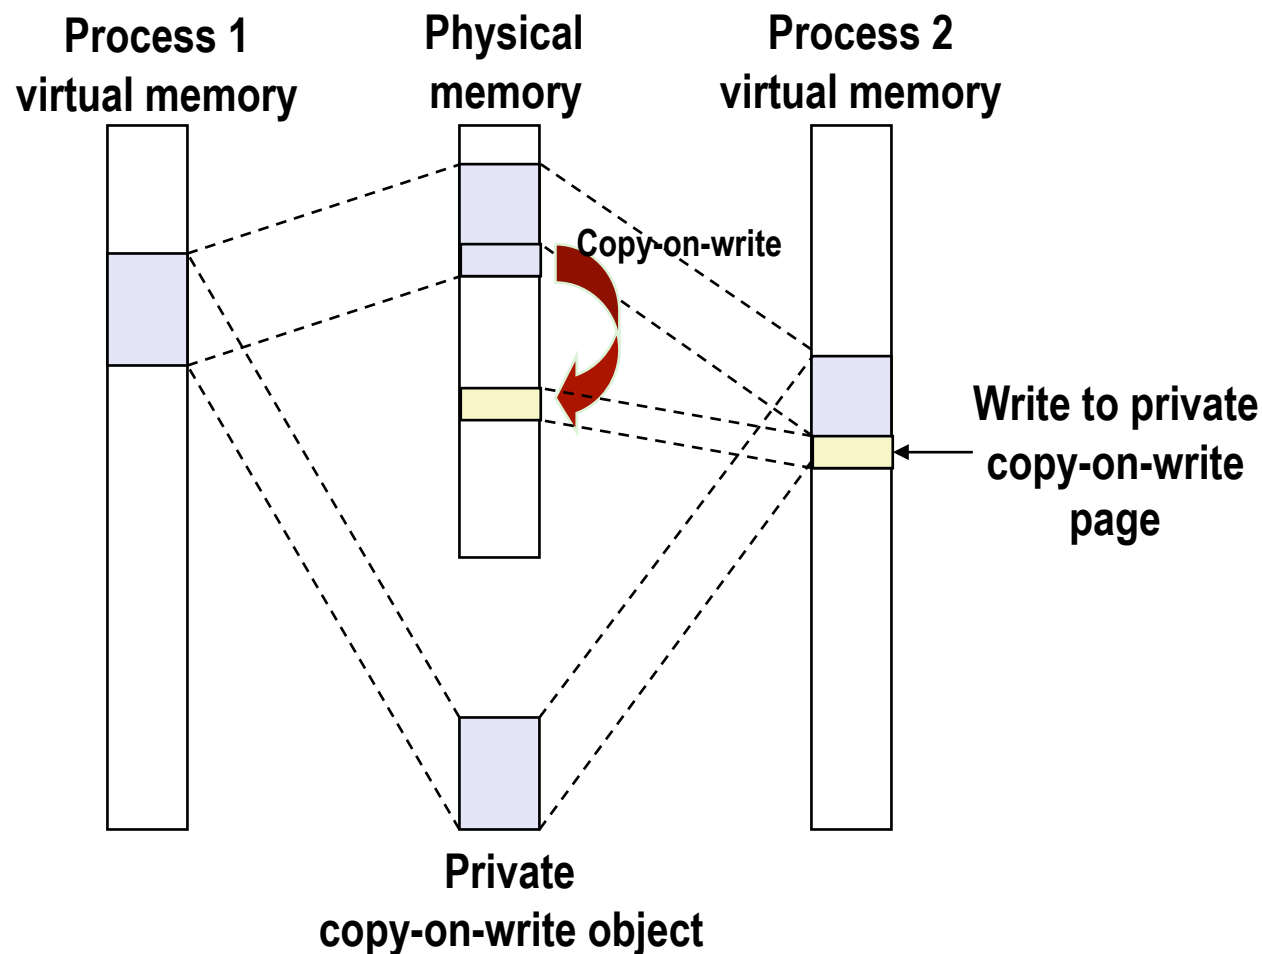 Process 1
virtual memory
Physical
memory
Process 2
virtual memory
Copy-on-write
Write to private
copy-on-write
page
Private
copy-on-write object